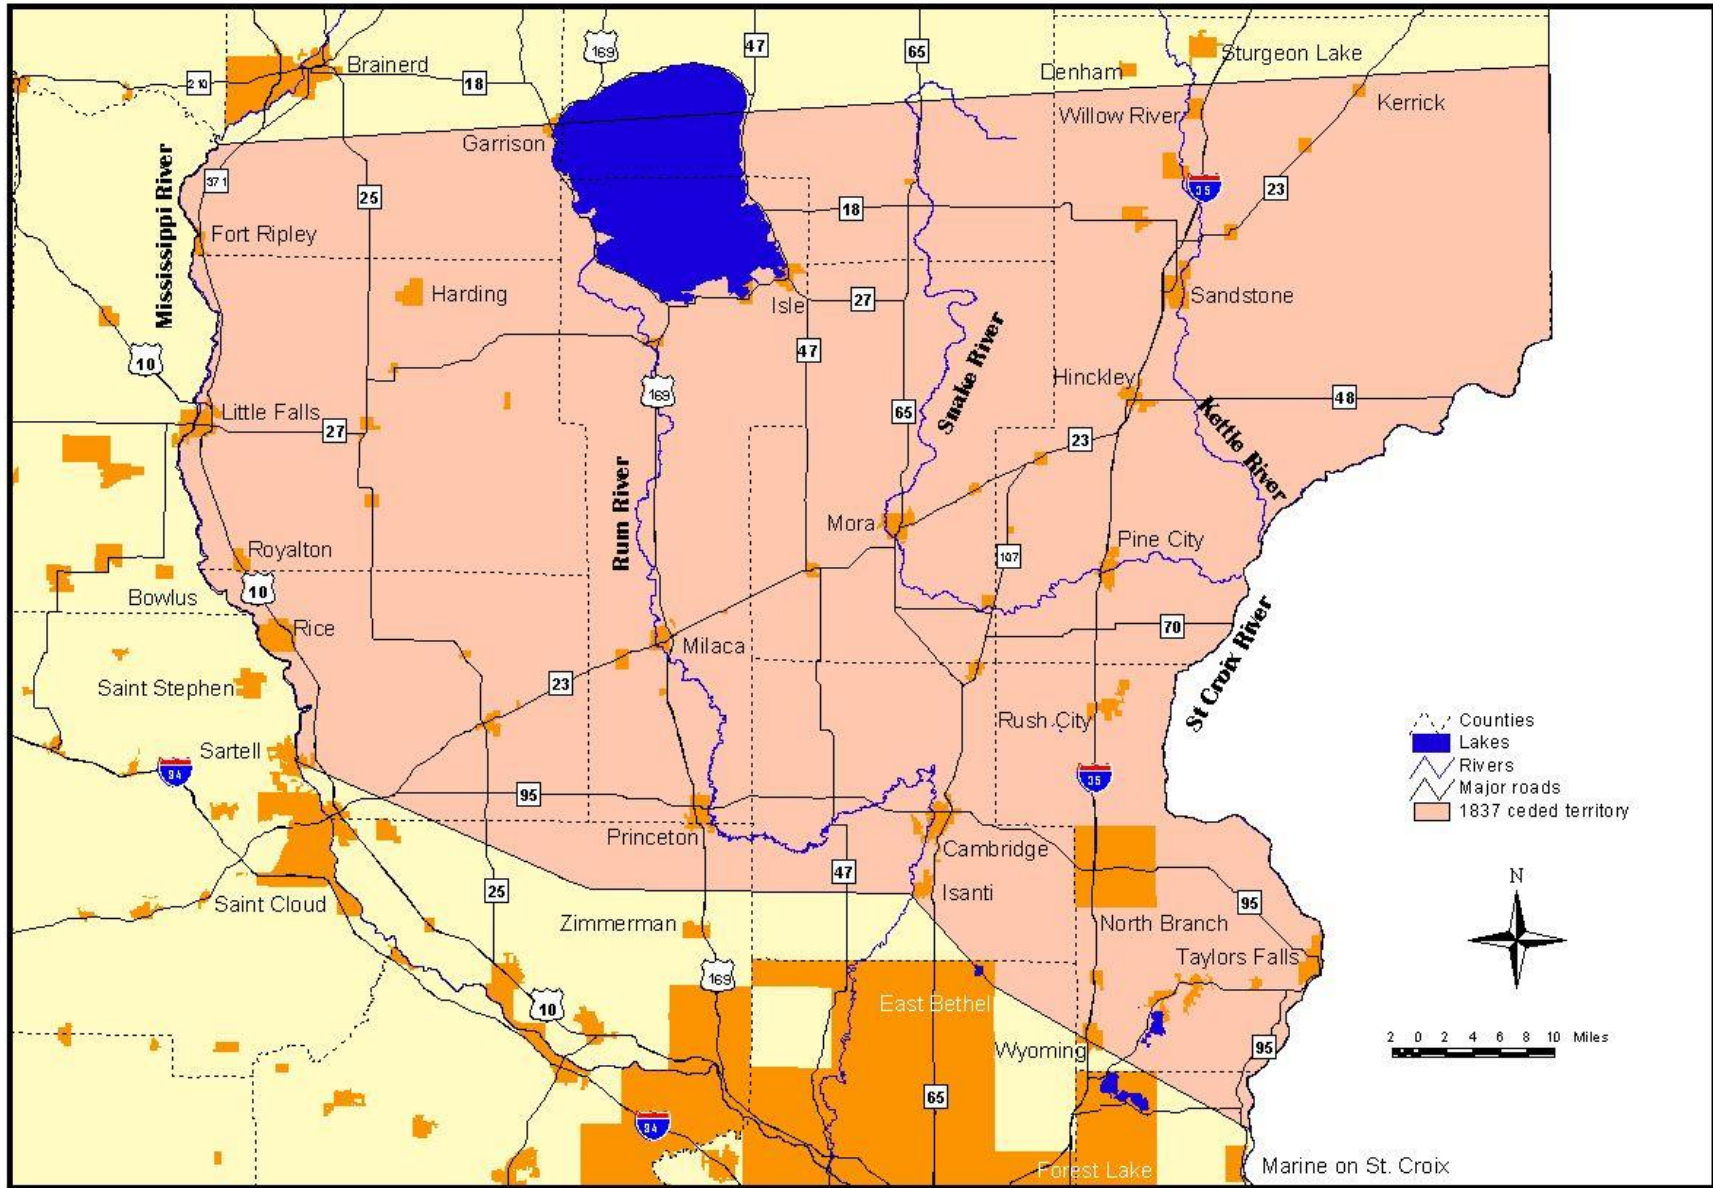 169
47
65
Sturgeon Lake
Brainerd
Denham
210
18
Kerrick
Willow River
Garrison
Mississippi River
371
25
35
23
18
Fort Ripley
Harding
Isle
27
Sandstone
10
47
Snake River
169
Hinckley
48
Little Falls
27
65
23
Kettle River
Rum River
Mora
Royalton
107
Pine City
10
Bowlus
Rice
70
Milaca
St Croix River
Saint Stephen
23
Rush City
Counties
Sartell
Lakes
94
35
Rivers
Major roads
95
1837 ceded territory
Princeton
Cambridge
47
N
25
Isanti
Saint Cloud
95
Zimmerman
North Branch
Taylors Falls
169
10
East Bethel
2 0 2 4 6 8 10 Miles
Wyoming
95
65
94
Forest Lake
Marine on St. Croix